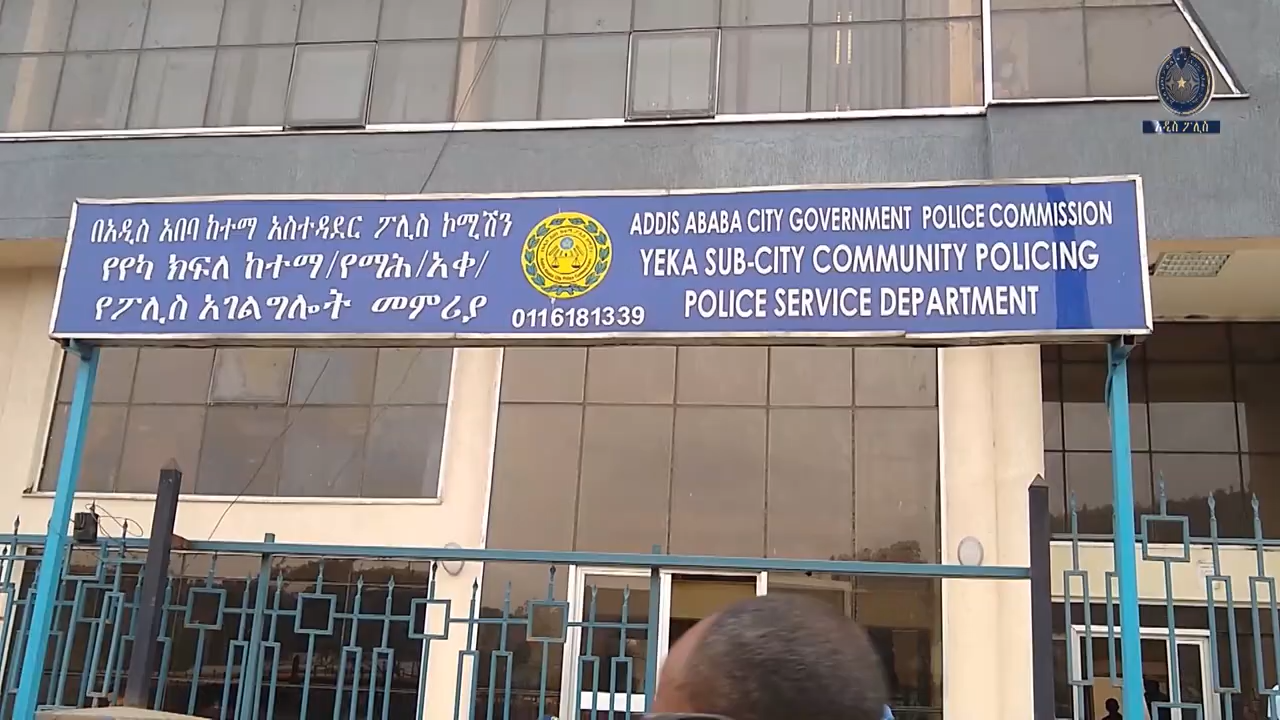 አዲስ ፖሊስ
በአዲስ አበባ ከተማ አስተዳደር ፖሊስ ኮሚሽን
የየካ ክፍለ ከተማ/የማሕ/አቀ/
የፖሊስ አገልግሎት መምሪያ
0116181339
ADDIS ABABA CITY GOVERNMENT POLICE COMMISSION
YEKA SUB-CITY COMMUNITY POLICING
POLICE SERVICE DEPARTMENT